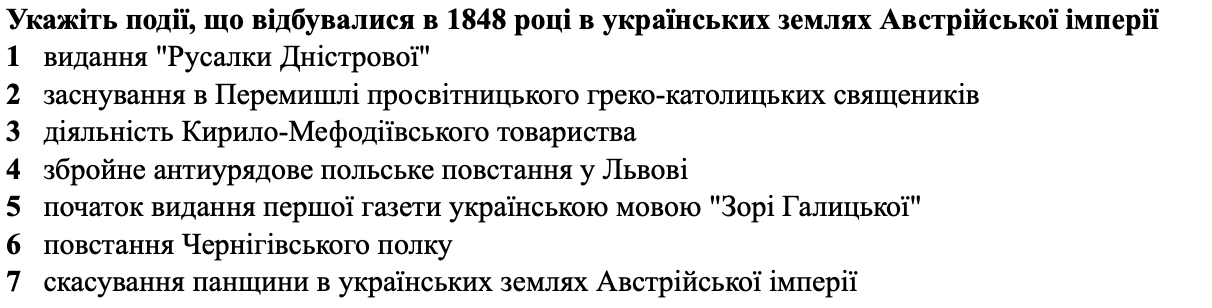 Укажіть події, що відбувалися в 1848 році в українських землях Австрійської імперії
1 видання "Русалки Дністрової"
2 заснування в Перемишлі просвітницького греко-католицьких священиків
3 діяльність Кирило-Мефодіївського товариства
4 збройне антиурядове польське повстання у Львові
5 початок видання першої газети українською мовою "Зорі Галицької"
6 повстання Чернігівського полку
7 скасування панщини в українських землях Австрійської імперії